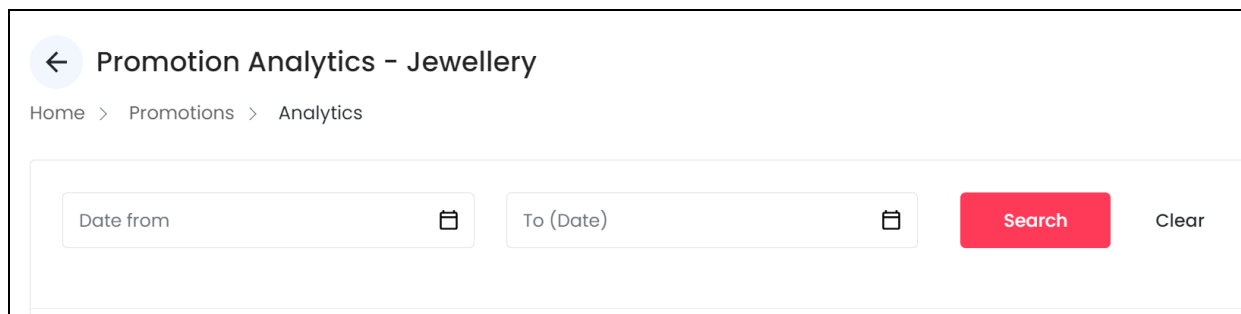 Promotion Analytics - Jewellery
Home > Promotions > Analytics
Date from To (Date) Search Clear